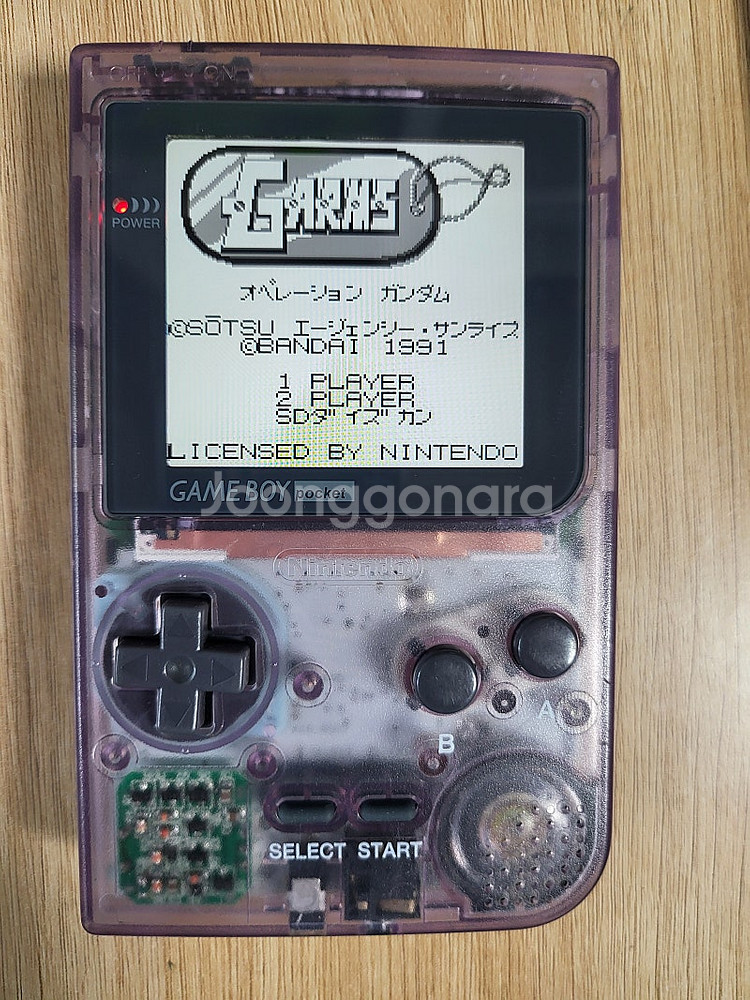 OFF ON
G-ARMS
オペレーション ガンダム
©SŌTSU エージェンシー・サンライズ
©BANDAI 1991
1 PLAYER
2 PLAYER
SDダイズカン
LICENSED BY NINTENDO
POWER
GAME BOY pocket
Joonggonara
Nintendo
A
B
SELECT START